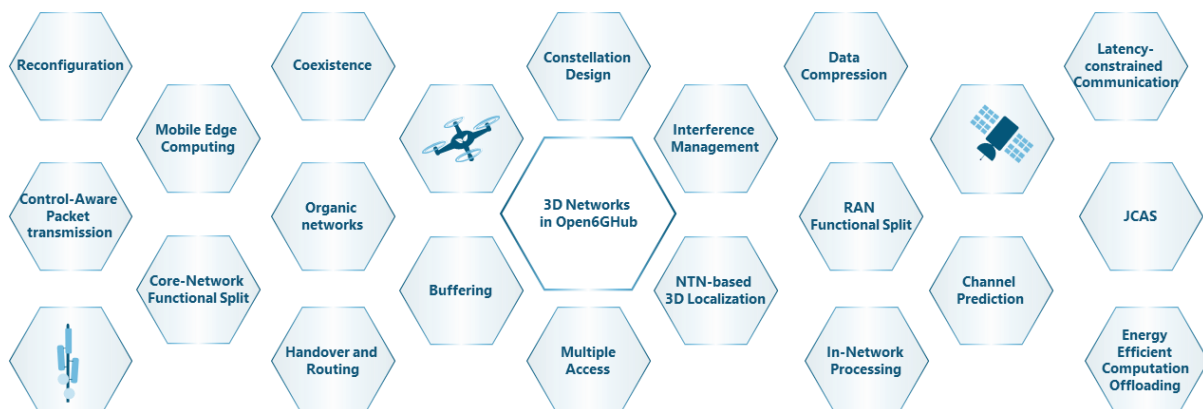 Reconfiguration
Coexistence
Constellation
Design
Data
Compression
Latency-
constrained
Communication
Mobile Edge
Computing
Interference
Management
Control-Aware
Packet
transmission
Organic
networks
3D Networks
in Open6GHub
RAN
Functional Split
JCAS
Core-Network
Functional Split
Buffering
NTN-based
3D Localization
Channel
Prediction
Handover and
Routing
Multiple
Access
In-Network
Processing
Energy
Efficient
Computation
Offloading